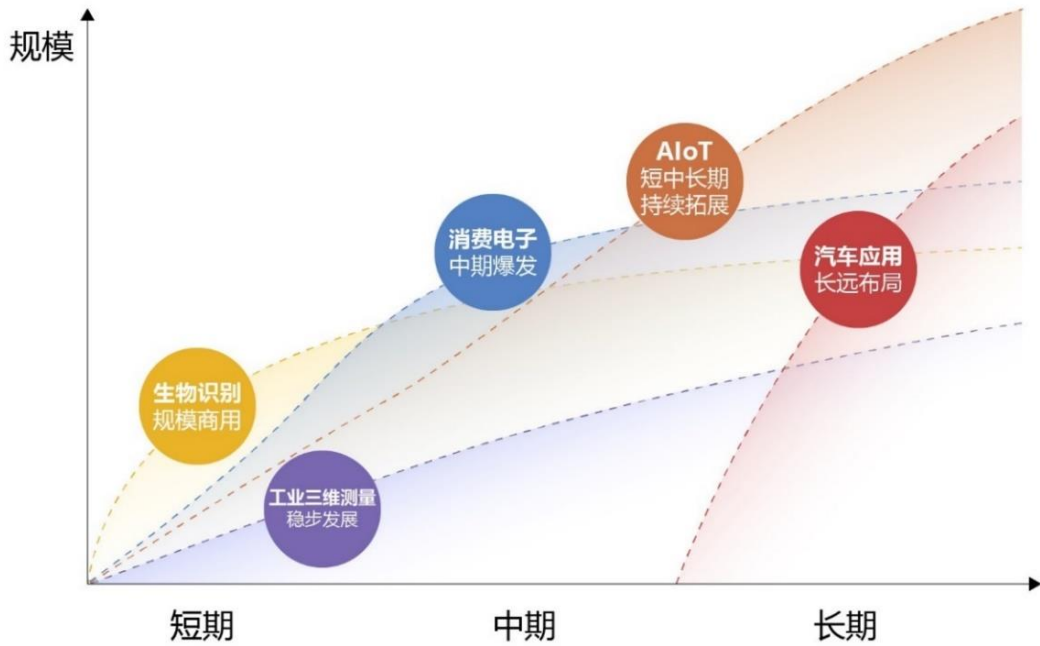 规模
AIoT
短中长期
持续拓展
消费电子
中期爆发
汽车应用
长远布局
生物识别
规模商用
工业三维测量
稳步发展
短期
中期
长期